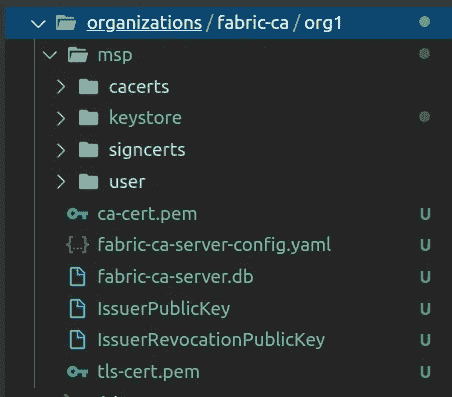 organizations / fabric-ca / org1
msp
cacerts
keystore
signcerts
user
ca-cert.pem U
fabric-ca-server-config.yaml U
fabric-ca-server.db U
IssuerPublicKey U
IssuerRevocationPublicKey U
tls-cert.pem U